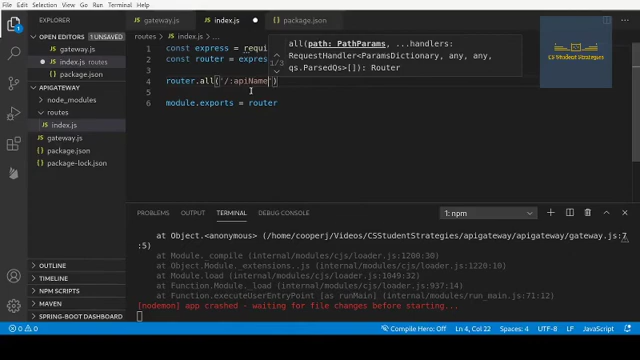 File Edit Selection View Go Run Terminal Help
EXPLORER
gateway.js
index.js
package.json
OPEN EDITORS 1 UNSAVED
gateway.js
index.js routes
package.json
APIGATEWAY
node_modules
routes
index.js
gateway.js
package.json
package-lock.json
OUTLINE
TIMELINE
NPM SCRIPTS
MAVEN
SPRING-BOOT DASHBOARD
routes > index.js > ...
1 const express = requi
2 const router = expres
3
4 router.all('/:apiName')
5
6 module.exports = router
all(path: PathParams, ...handlers:
RequestHandler<ParamsDictionary, any, any,
qs.ParsedQs>[]): Router
1/3
CS Student Strategies
PROBLEMS OUTPUT TERMINAL DEBUG CONSOLE
1: npm
at Object.<anonymous> (/home/cooperj/Videos/CSStudentStrategies/apigateway/apigateway/gateway.js:7
:5)
at Module._compile (internal/modules/cjs/loader.js:1200:30)
at Object.Module._extensions..js (internal/modules/cjs/loader.js:1220:10)
at Module.load (internal/modules/cjs/loader.js:1049:32)
at Function.Module._load (internal/modules/cjs/loader.js:937:14)
at Function.executeUserEntryPoint [as runMain] (internal/modules/run_main.js:71:12)
[nodemon] app crashed - waiting for file changes before starting...
0 0
Compile Hero: Off Ln 4, Col 22 Spaces: 4 UTF-8 LF JavaScript